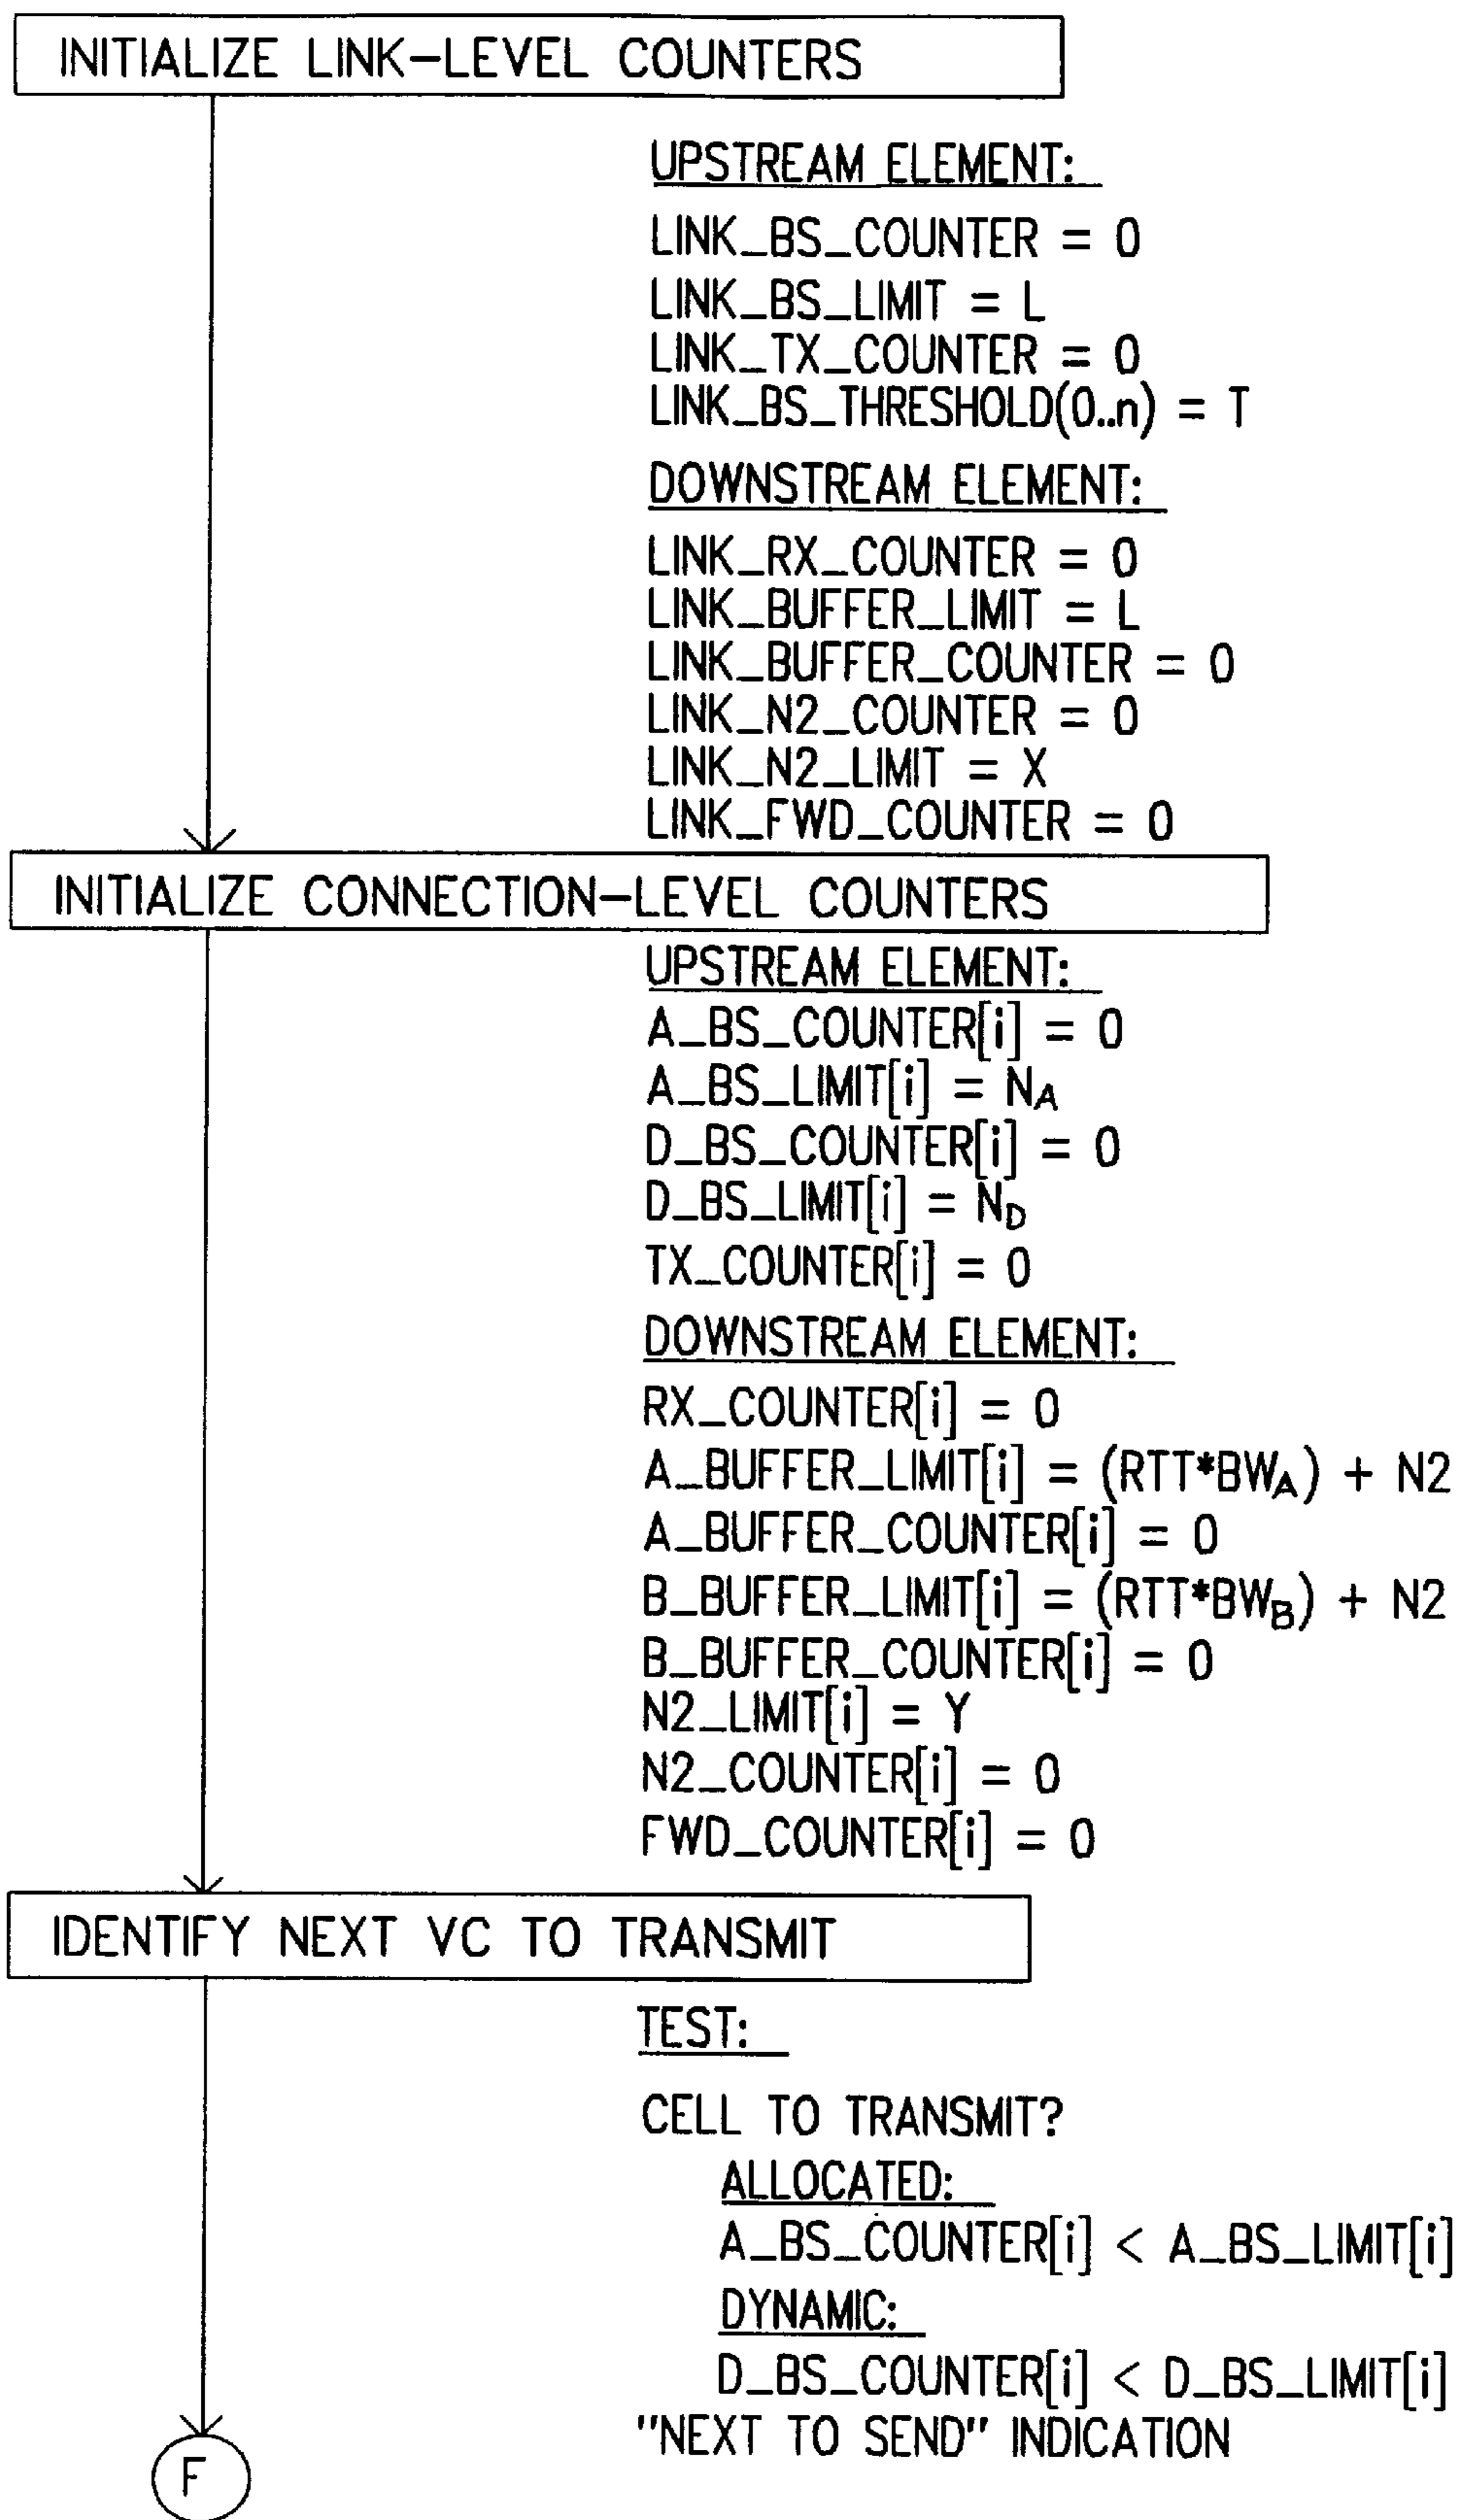 INITIALIZE LINK-LEVEL COUNTERS
UPSTREAM ELEMENT:
LINK_BS_COUNTER = 0
LINK_BS_LIMIT = L
LINK_TX_COUNTER = 0
LINK_BS_THRESHOLD(0..n) = T
DOWNSTREAM ELEMENT:
LINK_RX_COUNTER = 0
LINK_BUFFER_LIMIT = L
LINK_BUFFER_COUNTER = 0
LINK_N2_COUNTER = 0
LINK_N2_LIMIT = X
LINK_FWD_COUNTER = 0
INITIALIZE CONNECTION-LEVEL COUNTERS
UPSTREAM ELEMENT:
A_BS_COUNTER[i] = 0
A_BS_LIMIT[i] = NA
D_BS_COUNTER[i] = 0
D_BS_LIMIT[i] = ND
TX_COUNTER[i] = 0
DOWNSTREAM ELEMENT:
RX_COUNTER[i] = 0
A_BUFFER_LIMIT[i] = (RTT*BWA) + N2
A_BUFFER_COUNTER[i] = 0
B_BUFFER_LIMIT[i] = (RTT*BWB) + N2
B_BUFFER_COUNTER[i] = 0
N2_LIMIT[i] = Y
N2_COUNTER[i] = 0
FWD_COUNTER[i] = 0
IDENTIFY NEXT VC TO TRANSMIT
TEST:
CELL TO TRANSMIT?
ALLOCATED:
A_BS_COUNTER[i] < A_BS_LIMIT[i]
DYNAMIC:
D_BS_COUNTER[i] < D_BS_LIMIT[i]
"NEXT TO SEND" INDICATION
F